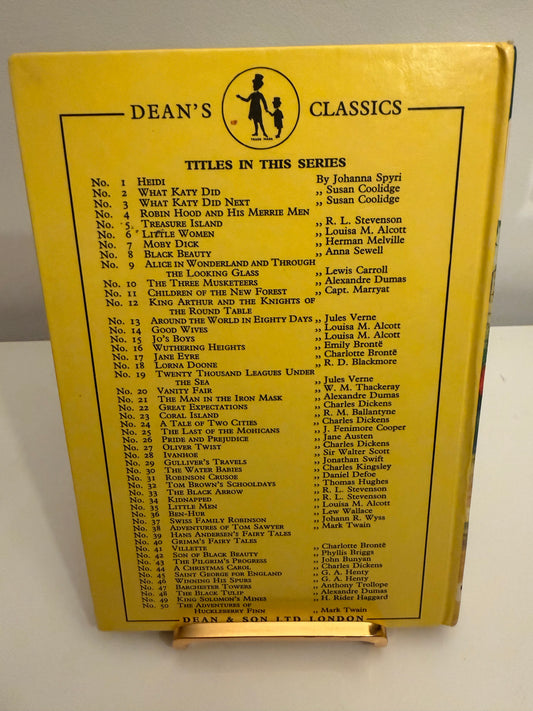 DEAN'S CLASSICS
TRADE MARK
TITLES IN THIS SERIES
No. 1 HEIDI By Johanna Spyri
No. 2 WHAT KATY DID ,, Susan Coolidge
No. 3 WHAT KATY DID NEXT ,, Susan Coolidge
No. 4 ROBIN HOOD AND HIS MERRIE MEN
No. 5 TREASURE ISLAND ,, R. L. Stevenson
No. 6 LITTLE WOMEN ,, Louisa M. Alcott
No. 7 MOBY DICK ,, Herman Melville
No. 8 BLACK BEAUTY ,, Anna Sewell
No. 9 ALICE IN WONDERLAND AND THROUGH
THE LOOKING GLASS ,, Lewis Carroll
No. 10 THE THREE MUSKETEERS ,, Alexandre Dumas
No. 11 CHILDREN OF THE NEW FOREST ,, Capt. Marryat
No. 12 KING ARTHUR AND THE KNIGHTS OF
THE ROUND TABLE
No. 13 AROUND THE WORLD IN EIGHTY DAYS ,, Jules Verne
No. 14 GOOD WIVES ,, Louisa M. Alcott
No. 15 JO'S BOYS ,, Louisa M. Alcott
No. 16 WUTHERING HEIGHTS ,, Emily Brontë
No. 17 JANE EYRE ,, Charlotte Brontë
No. 18 LORNA DOONE ,, R. D. Blackmore
No. 19 TWENTY THOUSAND LEAGUES UNDER
THE SEA ,, Jules Verne
No. 20 VANITY FAIR ,, W. M. Thackeray
No. 21 THE MAN IN THE IRON MASK ,, Alexandre Dumas
No. 22 GREAT EXPECTATIONS ,, Charles Dickens
No. 23 CORAL ISLAND ,, R. M. Ballantyne
No. 24 A TALE OF TWO CITIES ,, Charles Dickens
No. 25 THE LAST OF THE MOHICANS ,, J. Fenimore Cooper
No. 26 PRIDE AND PREJUDICE ,, Jane Austen
No. 27 OLIVER TWIST ,, Charles Dickens
No. 28 IVANHOE ,, Sir Walter Scott
No. 29 GULLIVER'S TRAVELS ,, Jonathan Swift
No. 30 THE WATER BABIES ,, Charles Kingsley
No. 31 ROBINSON CRUSOE ,, Daniel Defoe
No. 32 TOM BROWN'S SCHOOLDAYS ,, Thomas Hughes
No. 33 THE BLACK ARROW ,, R. L. Stevenson
No. 34 KIDNAPPED ,, R. L. Stevenson
No. 35 LITTLE MEN ,, Louisa M. Alcott
No. 36 BEN-HUR ,, Lew Wallace
No. 37 SWISS FAMILY ROBINSON ,, Johann R. Wyss
No. 38 ADVENTURES OF TOM SAWYER ,, Mark Twain
No. 39 HANS ANDERSEN'S FAIRY TALES
No. 40 GRIMM'S FAIRY TALES
No. 41 VILLETTE ,, Charlotte Brontë
No. 42 SON OF BLACK BEAUTY ,, Phyllis Briggs
No. 43 THE PILGRIM'S PROGRESS ,, John Bunyan
No. 44 A CHRISTMAS CAROL ,, Charles Dickens
No. 45 SAINT GEORGE FOR ENGLAND ,, G. A. Henty
No. 46 WINNING HIS SPURS ,, G. A. Henty
No. 47 BARCHESTER TOWERS ,, Anthony Trollope
No. 48 THE BLACK TULIP ,, Alexandre Dumas
No. 49 KING SOLOMON'S MINES ,, H. Rider Haggard
No. 50 THE ADVENTURES OF
HUCKLEBERRY FINN ,, Mark Twain
DEAN & SON LTD LONDON